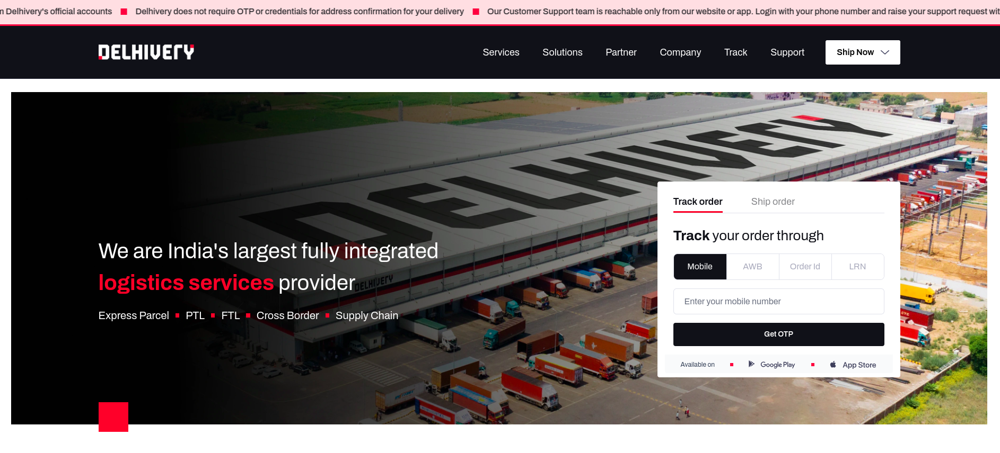 Delhivery's official accounts Delhivery does not require OTP or credentials for address confirmation for your delivery Our Customer Support team is reachable only from our website or app. Login with your phone number and raise your support request
DELHIVERY Services Solutions Partner Company Track Support Ship Now
DELHIVERY
DELHIVERY
We are India's largest fully integrated
logistics services provider
Express Parcel PTL FTL Cross Border Supply Chain
Track order Ship order
Track your order through
Mobile AWB Order Id LRN
Enter your mobile number
Get OTP
Available on Google Play App Store